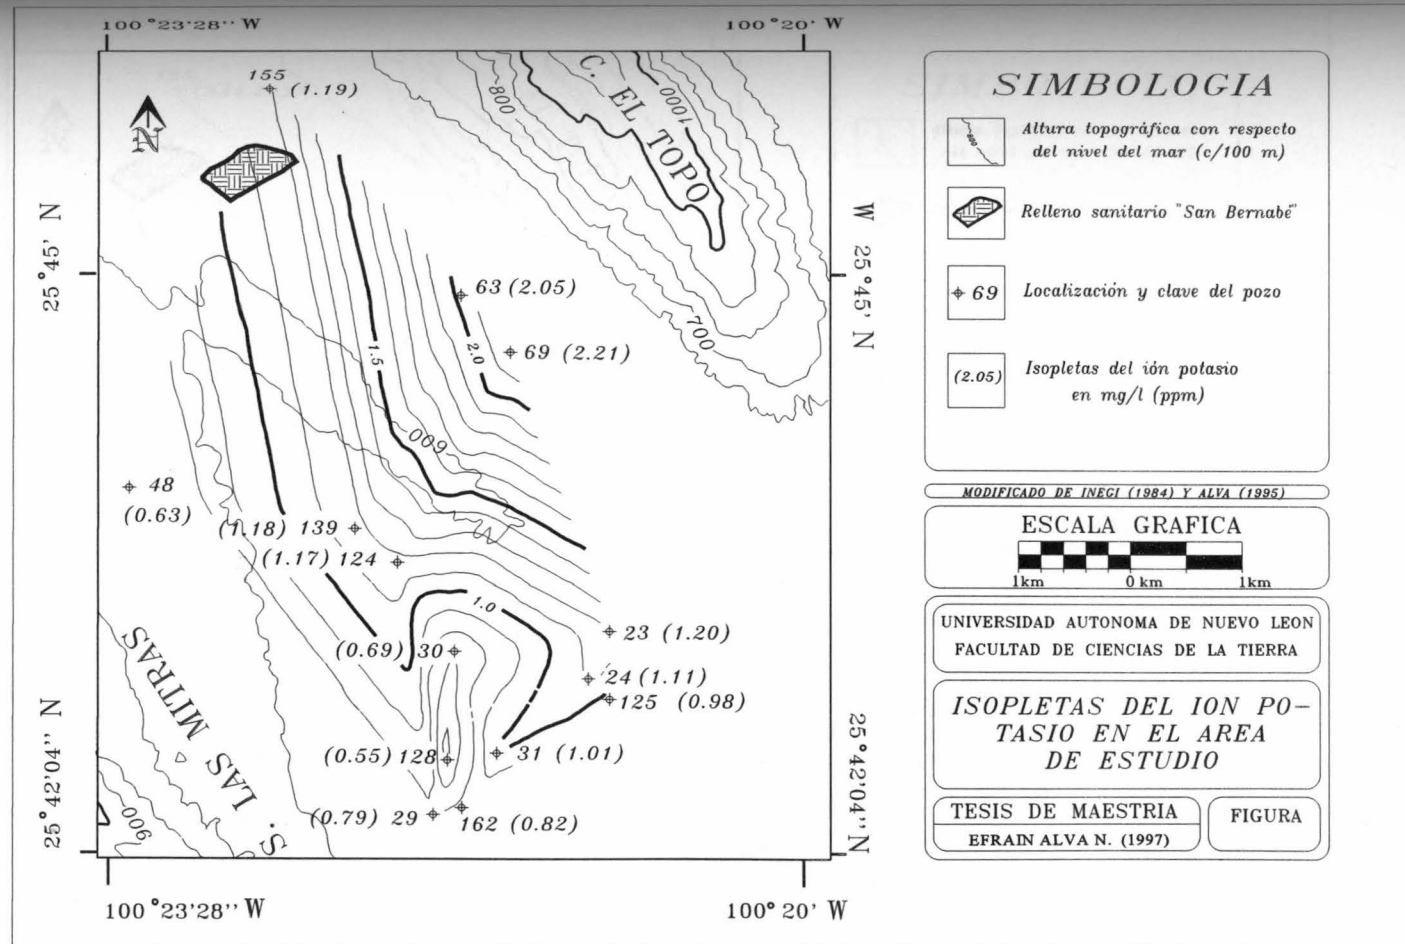 100°23'28'' W
100°20' W
155
(1.19)
N
-800
C. EL TOPO
1000
25°45' N
W 25°45' N
63 (2.05)
700
1.5
2.0
69 (2.21)
600
48
(0.63)
(1.18) 139
(1.17) 124
1.0
23 (1.20)
(0.69) 30
24 (1.11)
125 (0.98)
31 (1.01)
(0.55) 128
(0.79) 29
162 (0.82)
S. LAS MITRAS
900
25°42'04'' N
25°42'04'' N
100°23'28'' W
100°20' W
SIMBOLOGIA
-800
Altura topográfica con respecto
del nivel del mar (c/100 m)
Relleno sanitario "San Bernabé"
69
Localización y clave del pozo
(2.05)
Isopletas del ión potasio
en mg/l (ppm)
MODIFICADO DE INEGI (1984) Y ALVA (1995)
ESCALA GRAFICA
1km 0 km 1km
UNIVERSIDAD AUTONOMA DE NUEVO LEON
FACULTAD DE CIENCIAS DE LA TIERRA
ISOPLETAS DEL ION PO-
TASIO EN EL AREA
DE ESTUDIO
TESIS DE MAESTRIA
EFRAIN ALVA N. (1997)
FIGURA